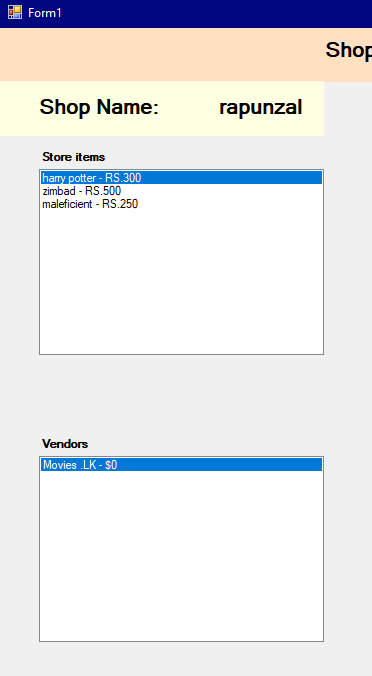 Form1
Shop
Shop Name: rapunzal
Store items
harry potter - RS.300
zimbad - RS.500
maleficient - RS.250
Vendors
Movies .LK - $0